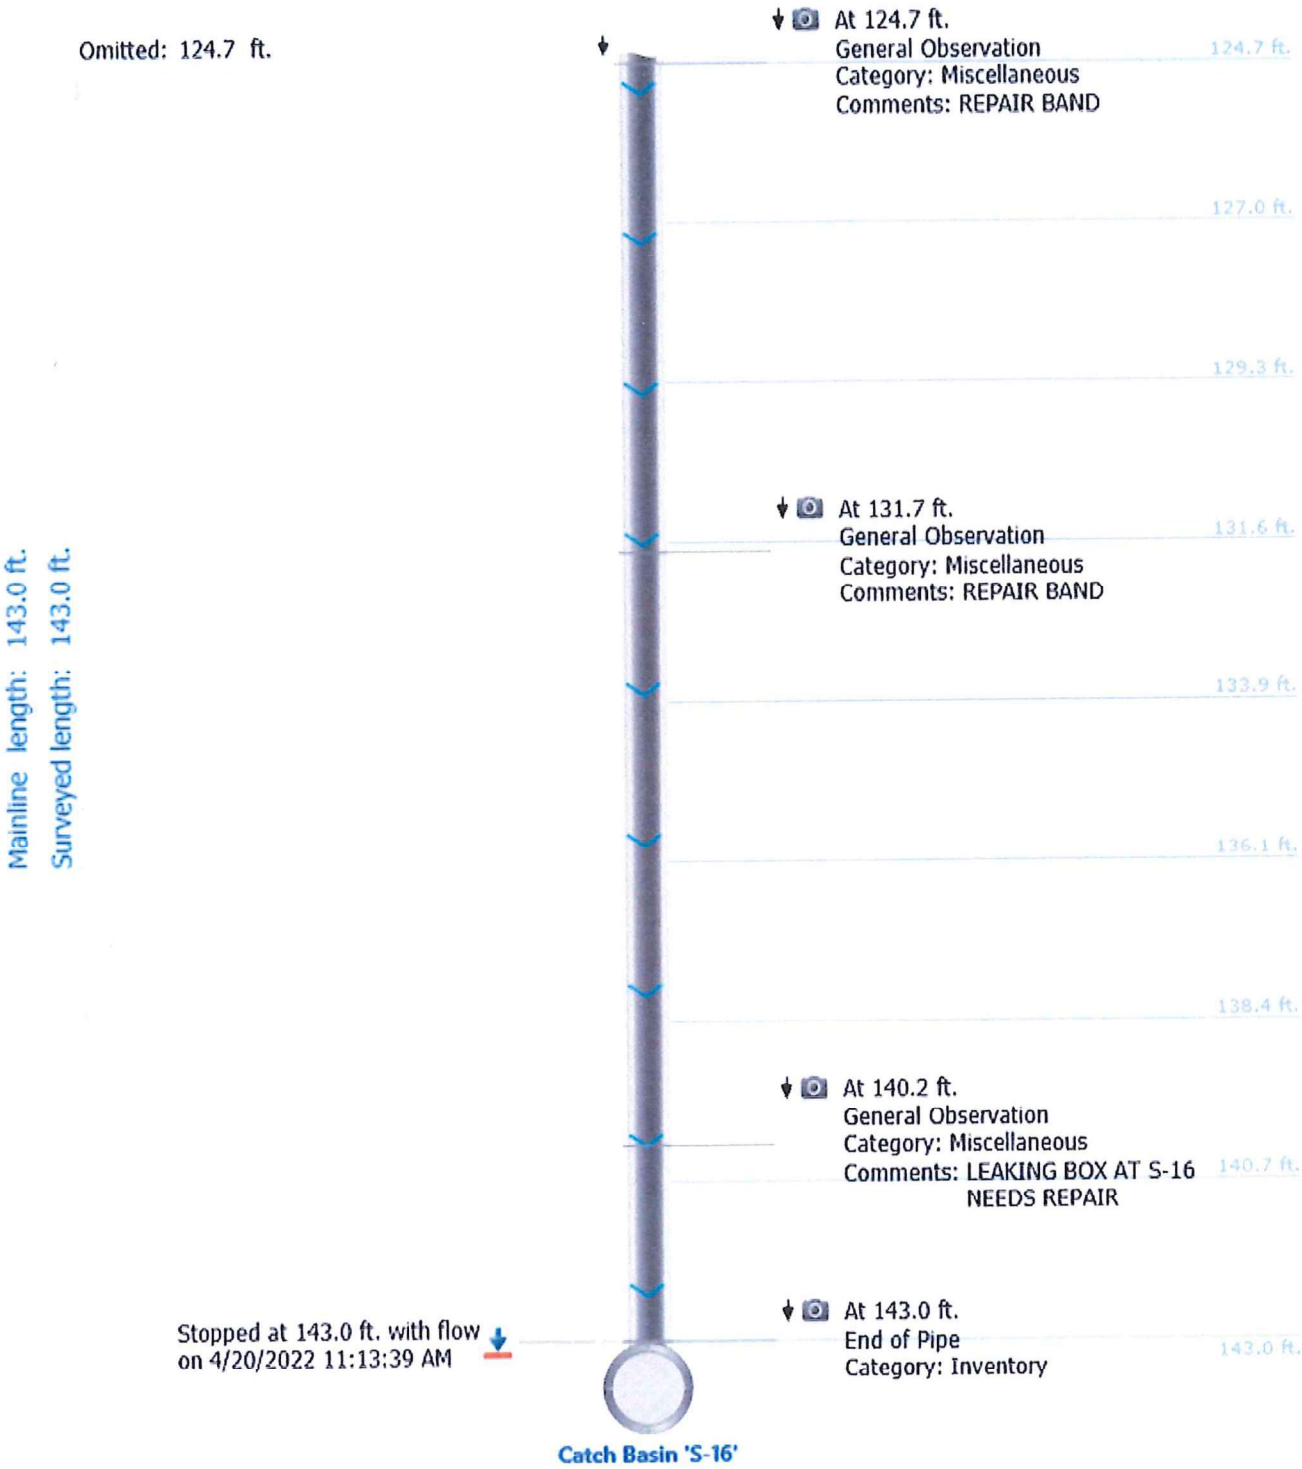 Omitted: 124.7 ft.
At 124.7 ft.
General Observation
Category: Miscellaneous
Comments: REPAIR BAND
124.7 ft.
127.0 ft.
129.3 ft.
At 131.7 ft.
General Observation
Category: Miscellaneous
Comments: REPAIR BAND
131.6 ft.
Mainline length: 143.0 ft.
Surveyed length: 143.0 ft.
133.9 ft.
136.1 ft.
138.4 ft.
At 140.2 ft.
General Observation
Category: Miscellaneous
Comments: LEAKING BOX AT S-16
NEEDS REPAIR
140.7 ft.
Stopped at 143.0 ft. with flow
on 4/20/2022 11:13:39 AM
At 143.0 ft.
End of Pipe
Category: Inventory
143.0 ft.
Catch Basin 'S-16'